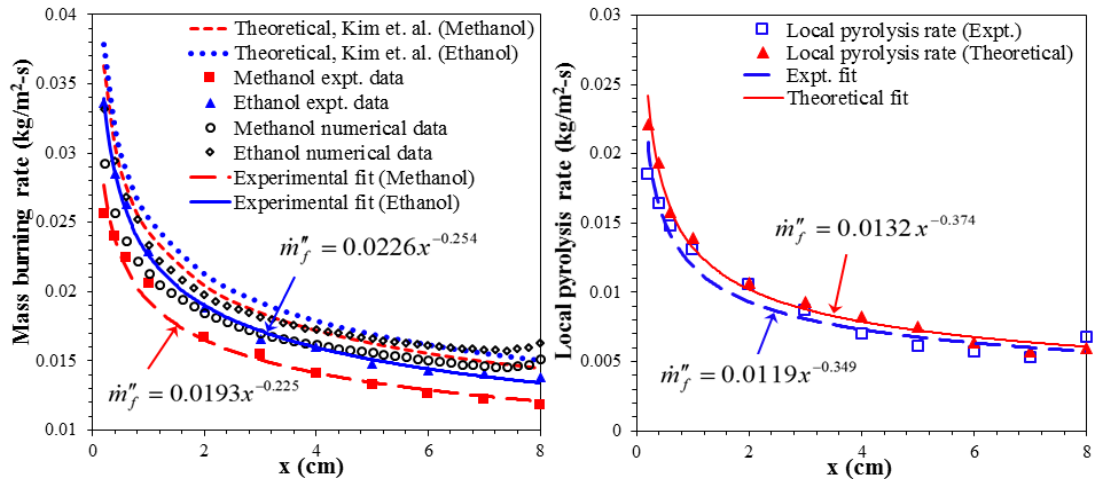 Mass burning rate (kg/m²-s)
0.04
0.035
0.03
0.025
0.02
0.015
0.01
Theoretical, Kim et. al. (Methanol)
Theoretical, Kim et. al. (Ethanol)
Methanol expt. data
Ethanol expt. data
Methanol numerical data
Ethanol numerical data
Experimental fit (Methanol)
Experimental fit (Ethanol)
ṁ″f = 0.0226x^−0.254
ṁ″f = 0.0193x^−0.225
0 2 4 6 8
x (cm)
Local pyrolysis rate (kg/m²-s)
0.03
0.025
0.02
0.015
0.01
0.005
0
Local pyrolysis rate (Expt.)
Local pyrolysis rate (Theoretical)
Expt. fit
Theoretical fit
ṁ″f = 0.0132x^−0.374
ṁ″f = 0.0119x^−0.349
0 2 4 6 8
x (cm)